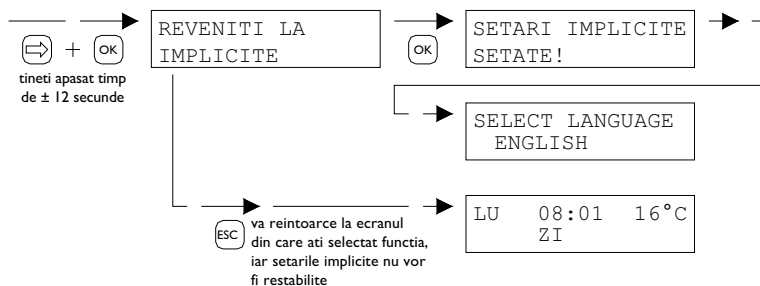 REVENITI LA
IMPLICITE
SETARI IMPLICITE
SETATE!
+
OK
OK
tineti apasat timp
de ± 12 secunde
SELECT LANGUAGE
ENGLISH
LU 08:01 16°C
ZI
ESC
va reintoarce la ecranul
din care ati selectat functia,
iar setarile implicite nu vor
fi restabilite